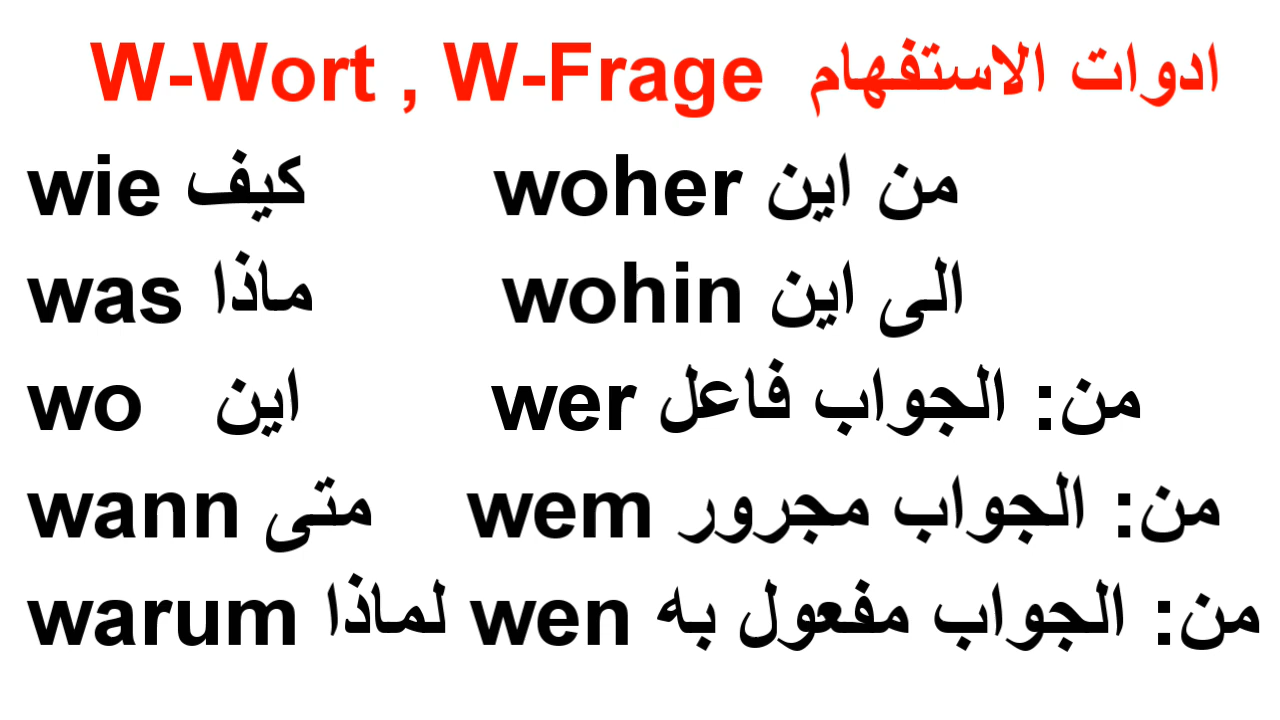 W-Wort , W-Frage ادوات الاستفهام
wie كيف woher من اين
was ماذا wohin الى اين
wo اين wer من: الجواب فاعل
wann متى wem من: الجواب مجرور
warum لماذا wen من: الجواب مفعول به